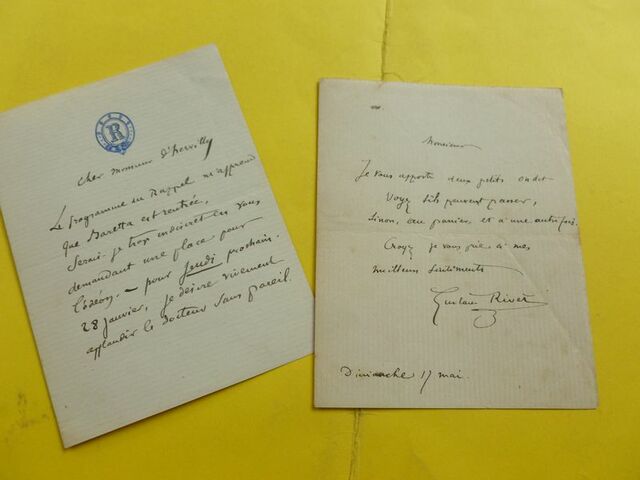 R
Cher Monsieur d'Hervilly
Le programme du Rappel m'apprend
que Baretta est rentrée,
Serais-je trop indiscret en vous
demandant une place pour
l'Odéon. — pour Jeudi prochain.
28 janvier, je désire vivement
applaudir le Docteur Sans pareil.
Monsieur
Je vous apporte deux petits on dit
Voyez s'ils peuvent passer,
Sinon, au panier et à une autre fois.
Croyez je vous prie à mes
meilleurs sentiments
Gustave Rivet
Dimanche 17 mai.